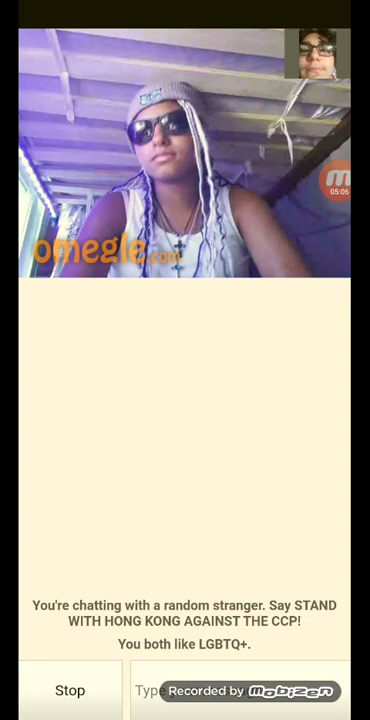 05:06
omegle.com
You're chatting with a random stranger. Say STAND
WITH HONG KONG AGAINST THE CCP!
You both like LGBTQ+.
Stop
Type
Recorded by mobizen